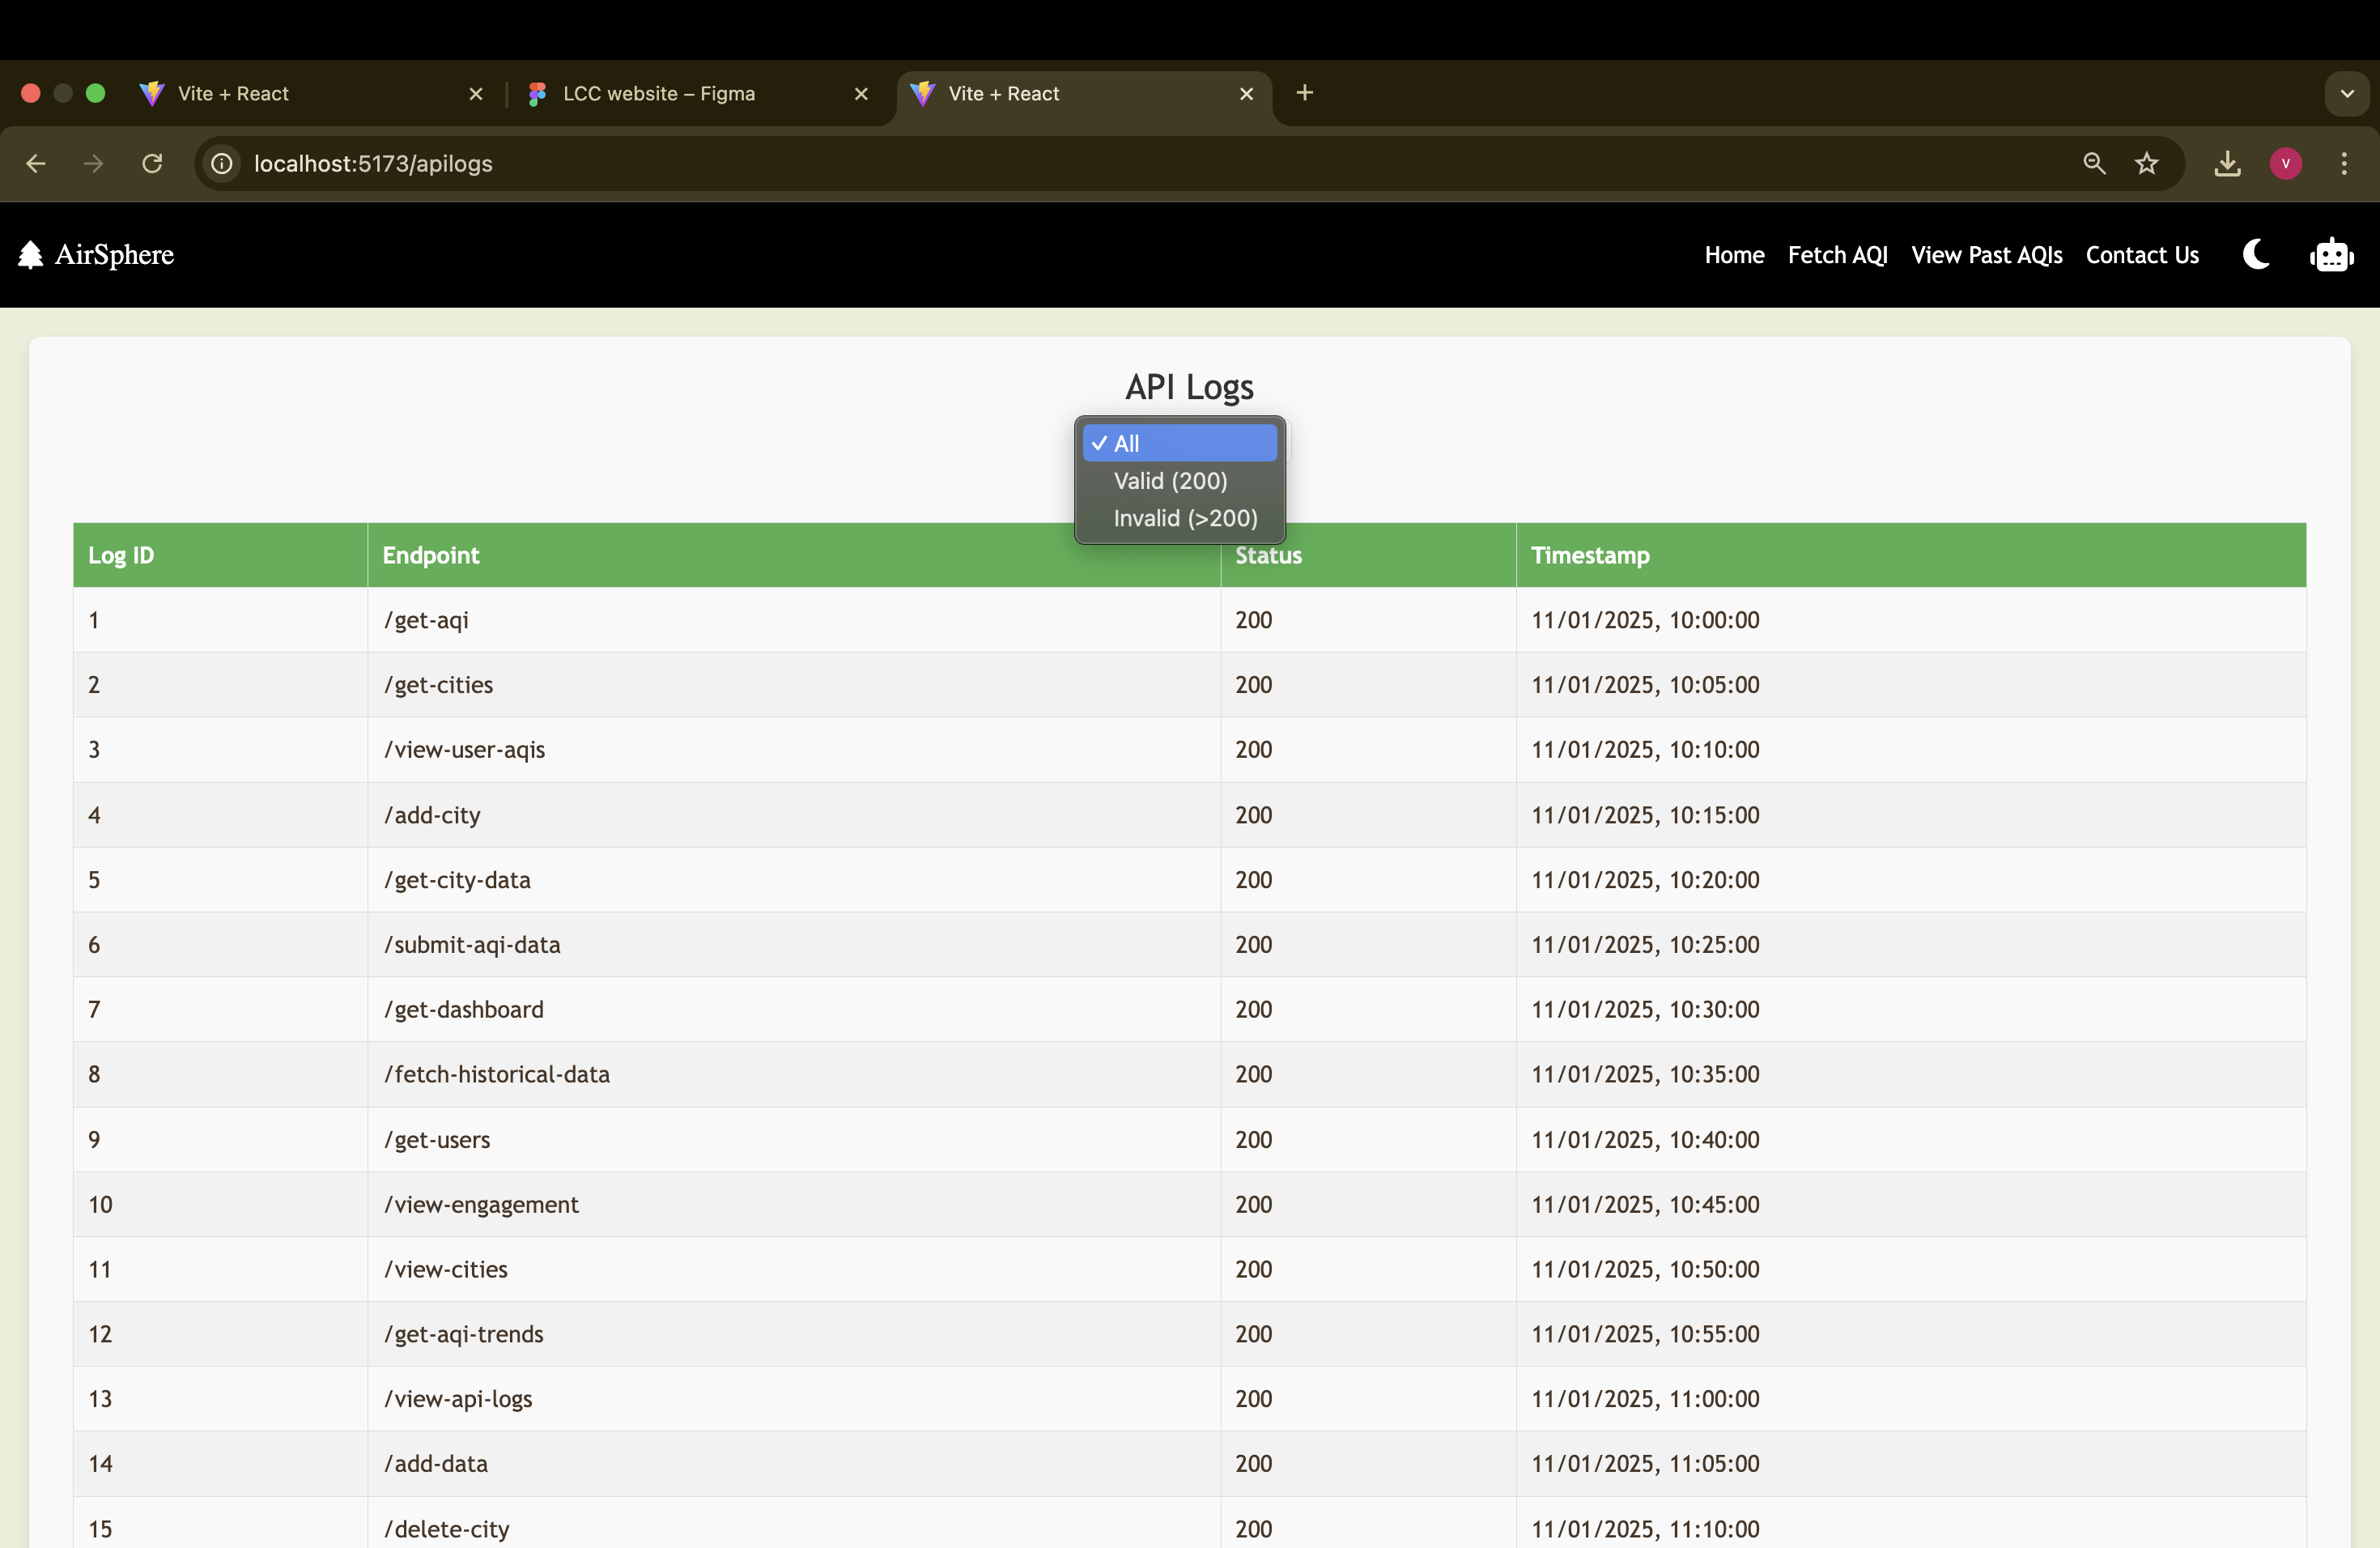 Vite + React
LCC website – Figma
Vite + React
localhost:5173/apilogs
V
AirSphere
Home Fetch AQI View Past AQIs Contact Us
API Logs
✓ All
Valid (200)
Invalid (>200)
Log ID Endpoint Status Timestamp
1 /get-aqi 200 11/01/2025, 10:00:00
2 /get-cities 200 11/01/2025, 10:05:00
3 /view-user-aqis 200 11/01/2025, 10:10:00
4 /add-city 200 11/01/2025, 10:15:00
5 /get-city-data 200 11/01/2025, 10:20:00
6 /submit-aqi-data 200 11/01/2025, 10:25:00
7 /get-dashboard 200 11/01/2025, 10:30:00
8 /fetch-historical-data 200 11/01/2025, 10:35:00
9 /get-users 200 11/01/2025, 10:40:00
10 /view-engagement 200 11/01/2025, 10:45:00
11 /view-cities 200 11/01/2025, 10:50:00
12 /get-aqi-trends 200 11/01/2025, 10:55:00
13 /view-api-logs 200 11/01/2025, 11:00:00
14 /add-data 200 11/01/2025, 11:05:00
15 /delete-city 200 11/01/2025, 11:10:00